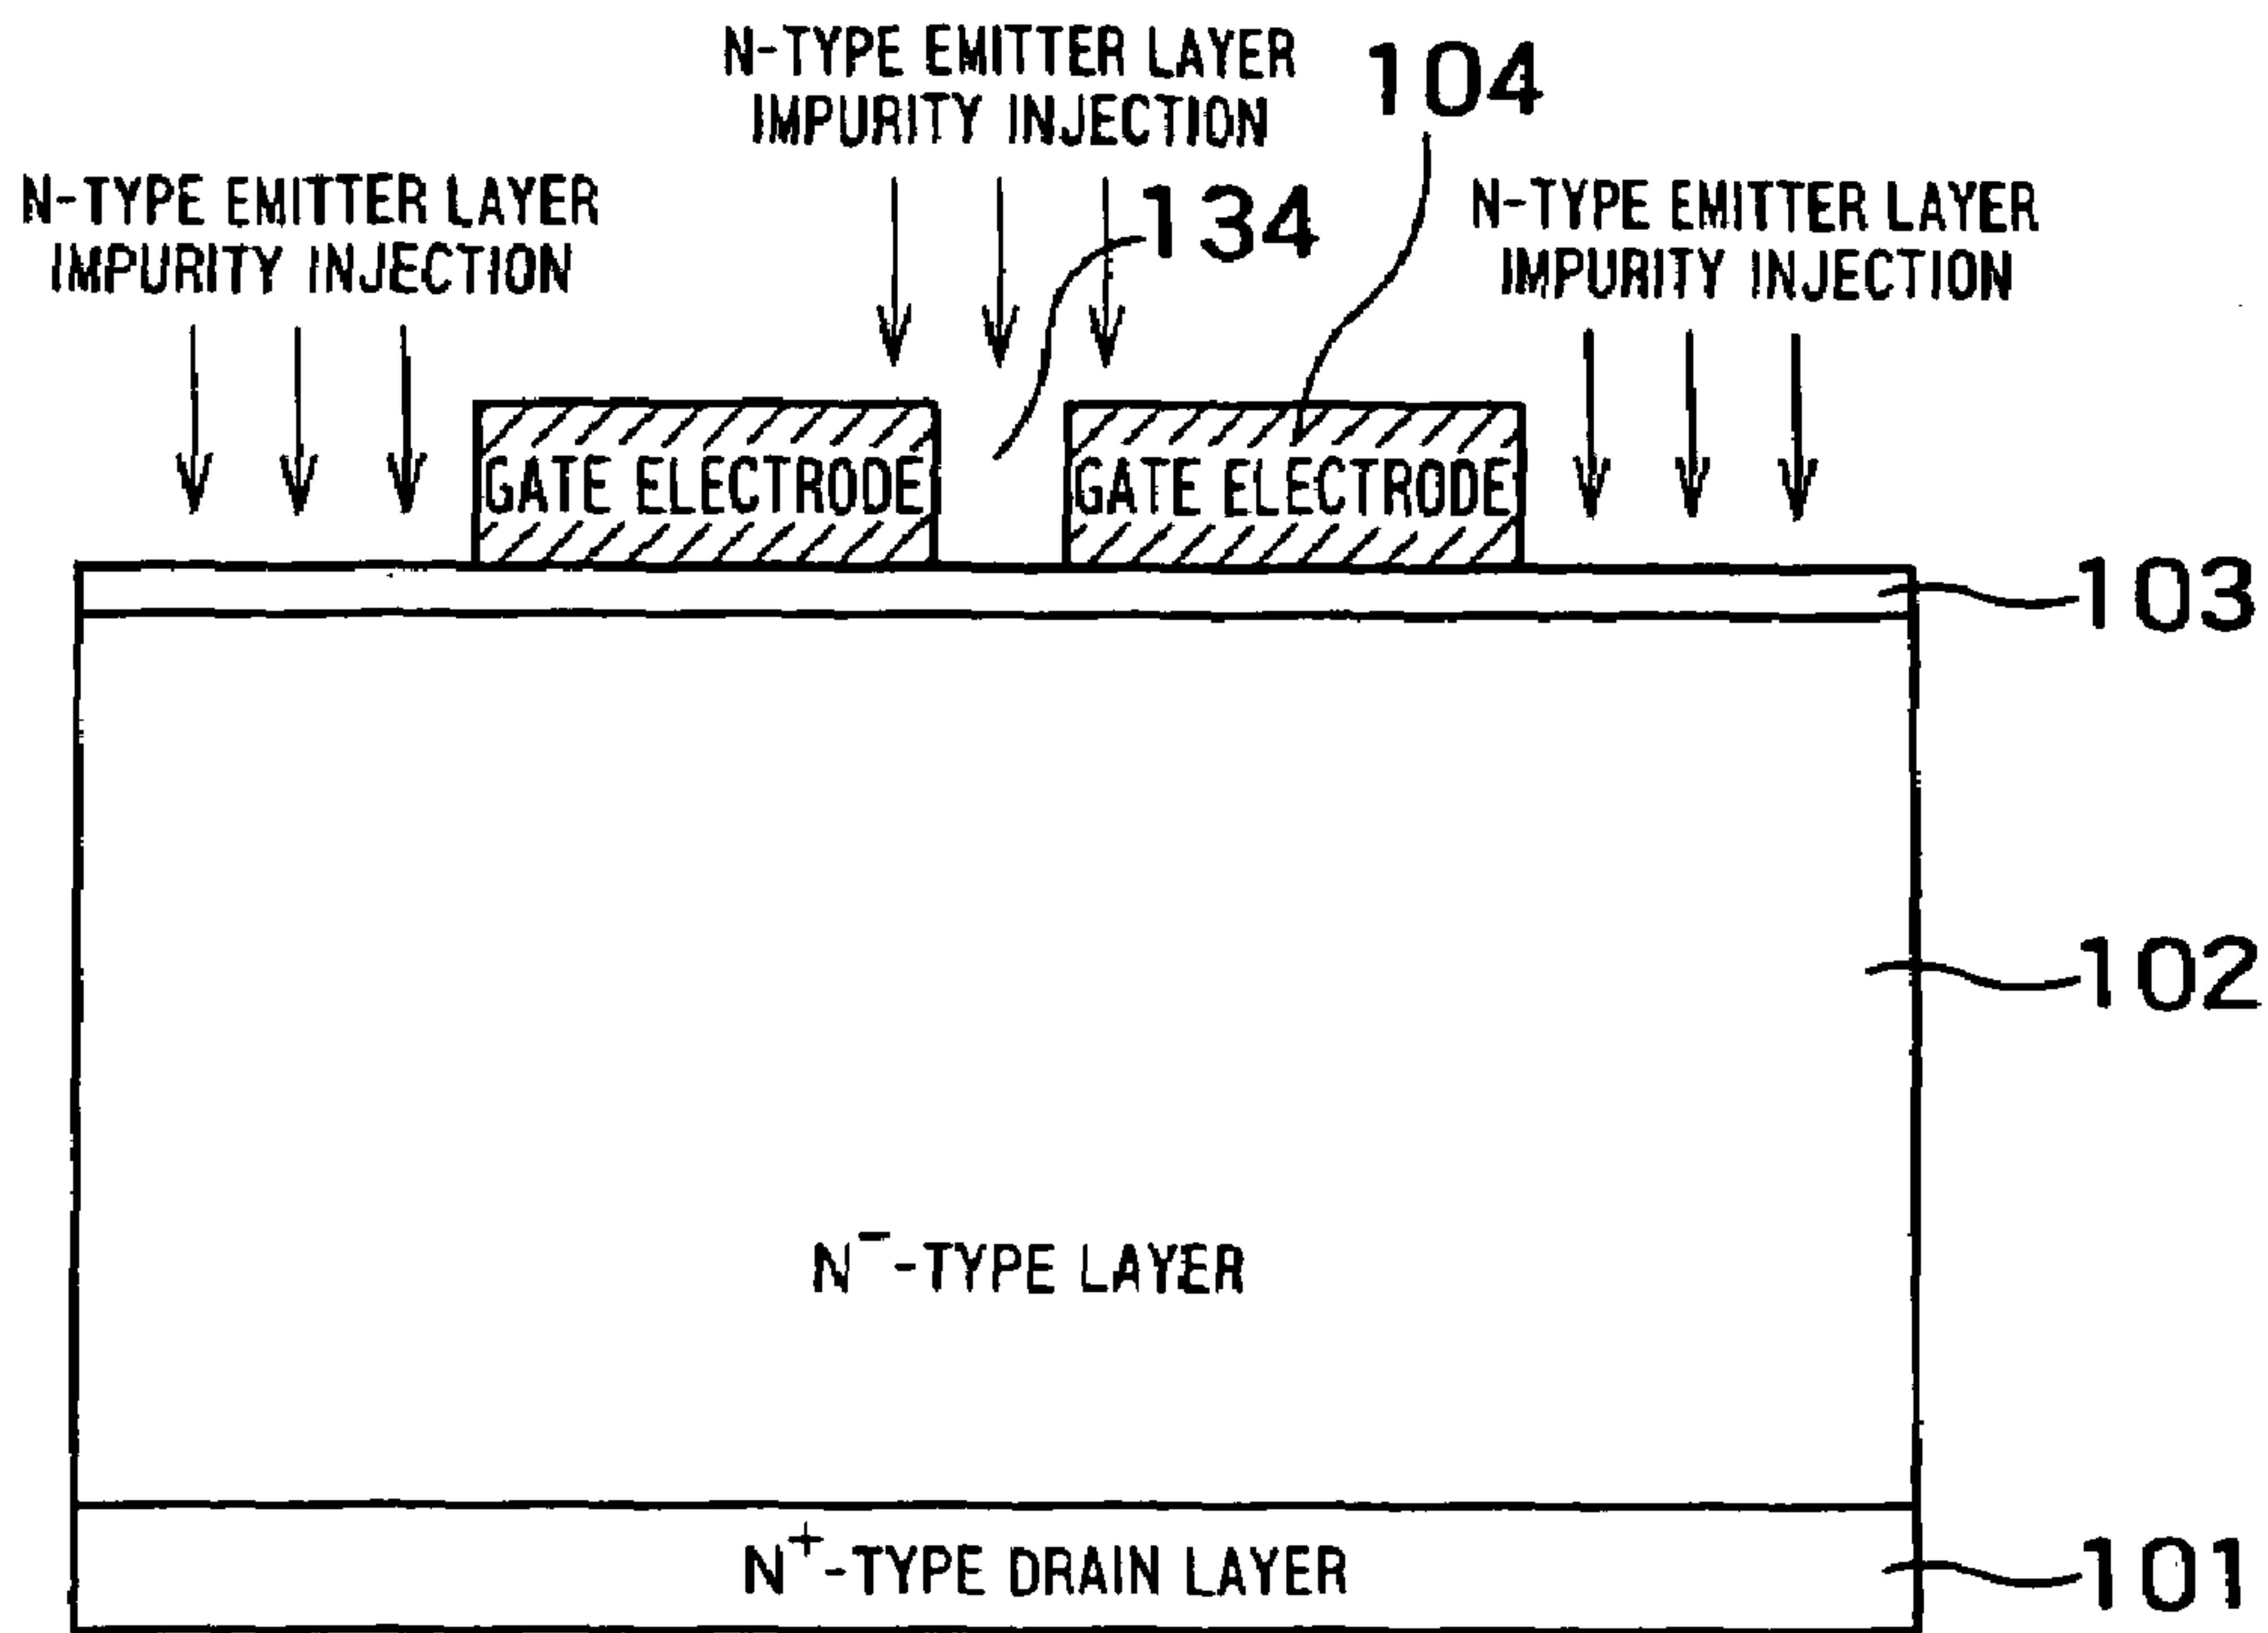 N-TYPE EMITTER LAYER
IMPURITY INJECTION
104
N-TYPE EMITTER LAYER
IMPURITY INJECTION
134
N-TYPE EMITTER LAYER
IMPURITY INJECTION
GATE ELECTRODE
GATE ELECTRODE
103
102
N⁻-TYPE LAYER
N⁺-TYPE DRAIN LAYER
101